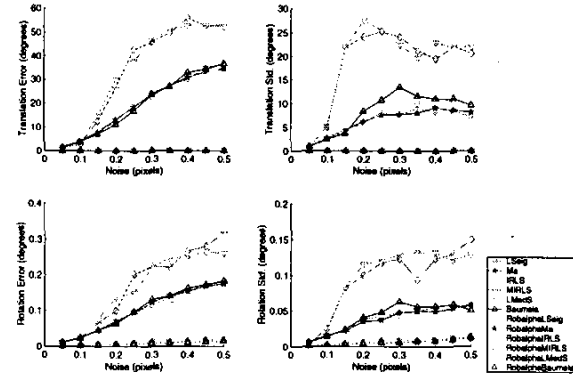 Translation Error (degrees)
60
50
40
30
20
10
0
0
0.1
0.2
0.3
0.4
0.5
Noise (pixels)
Translation Std. (degrees)
30
25
20
15
10
5
0
0
0.1
0.2
0.3
0.4
0.5
Noise (pixels)
Rotation Error (degrees)
0.4
0.3
0.2
0.1
0
0
0.1
0.2
0.3
0.4
0.5
Noise (pixels)
Rotation Std. (degrees)
0.2
0.15
0.1
0.05
0
0
0.1
0.2
0.3
0.4
0.5
Noise (pixels)
LSeig
Ma
IRLS
MIRLS
LMedS
Baumela
RobalphaLSeig
RobalphaMa
RobalphaIRLS
RobalphaMIRLS
RobalphaLMedS
RobalphaBaumela